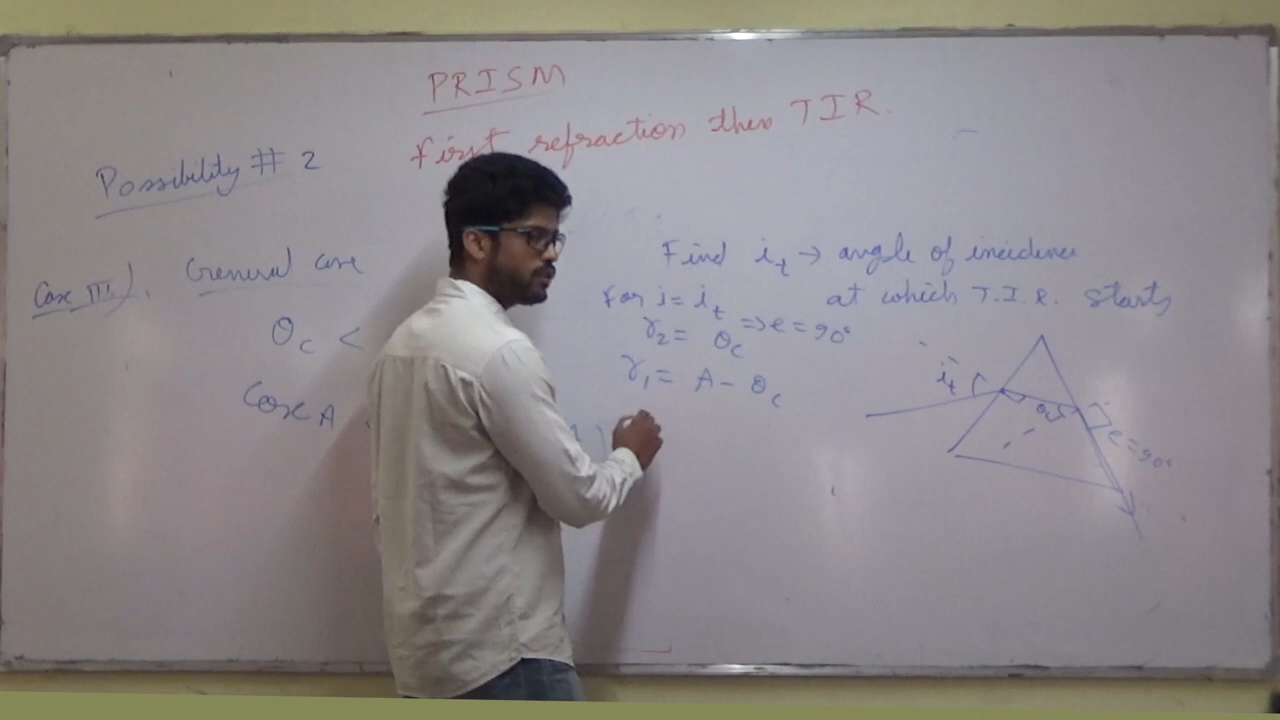 PRISM
First refraction then TIR.
Possibility # 2
Case III). General case
θc <
Case A
Find it → angle of incidence
at which T.I.R. starts
For i = it
r2 = θc ⇒ e = 90°
r1 = A - θc
it
θc
e = 90°